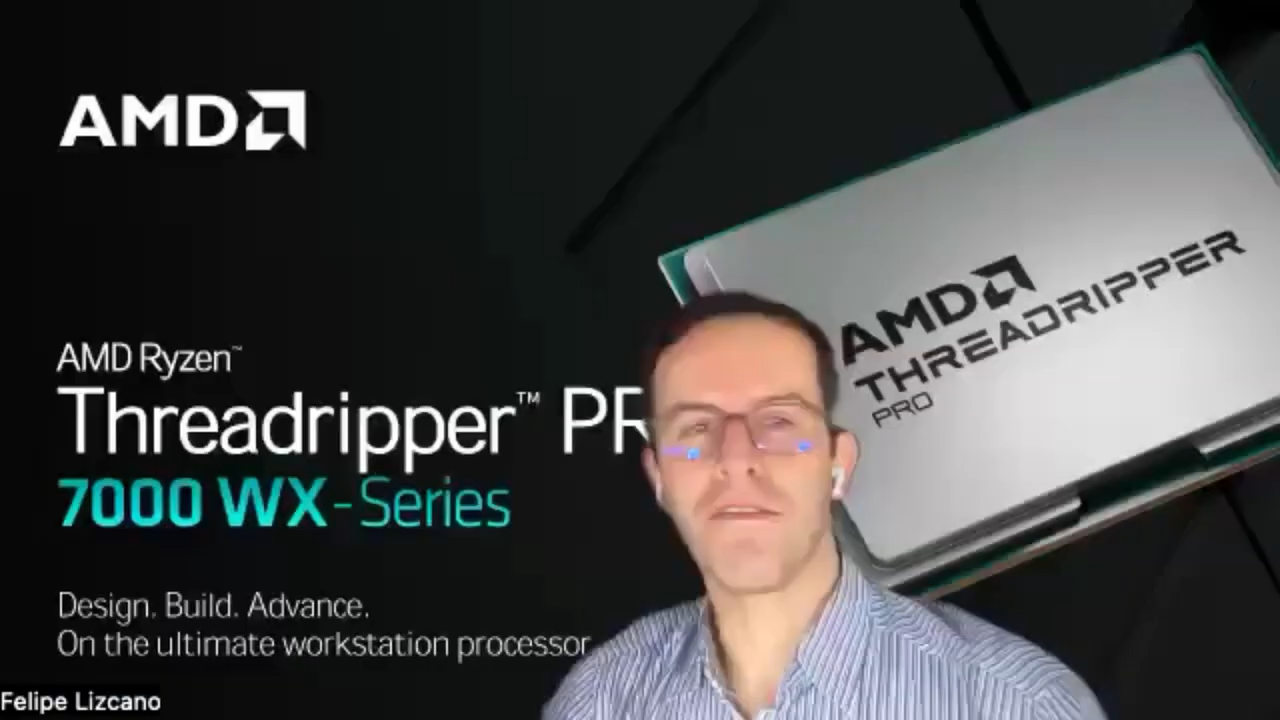 AMD
AMD Ryzen™
Threadripper™ PR
7000 WX-Series
Design. Build. Advance.
On the ultimate workstation processor
AMD
THREADRIPPER
PRO
Felipe Lizcano